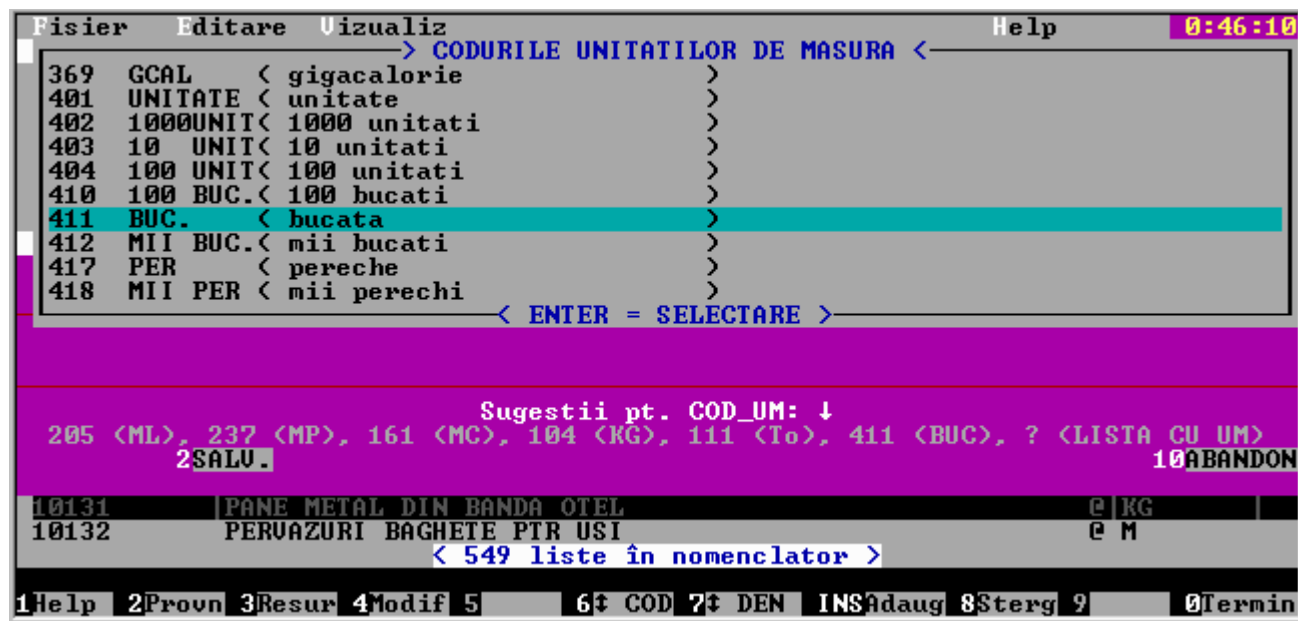 Fisier Editare Vizualiz Help 0:46:10
> CODURILE UNITATILOR DE MASURA <
369 GCAL < gigacalorie >
401 UNITATE < unitate >
402 1000UNIT< 1000 unitati >
403 10 UNIT< 10 unitati >
404 100 UNIT< 100 unitati >
410 100 BUC.< 100 bucati >
411 BUC. < bucata >
412 MII BUC.< mii bucati >
417 PER < pereche >
418 MII PER < mii perechi >
< ENTER = SELECTARE >
Sugestii pt. COD_UM: ↓
205 (ML), 237 (MP), 161 (MC), 104 (KG), 111 (To), 411 (BUC), ? (LISTA CU UM)
2SALV. 10ABANDON
10131 |PANE METAL DIN BANDA OTEL @|KG |
10132 PERVAZURI BAGHETE PTR USI @ M
< 549 liste în nomenclator >
1Help 2Provn 3Resur 4Modif 5 6↕ COD 7↕ DEN INSAdaug 8Sterg 9 0Termin